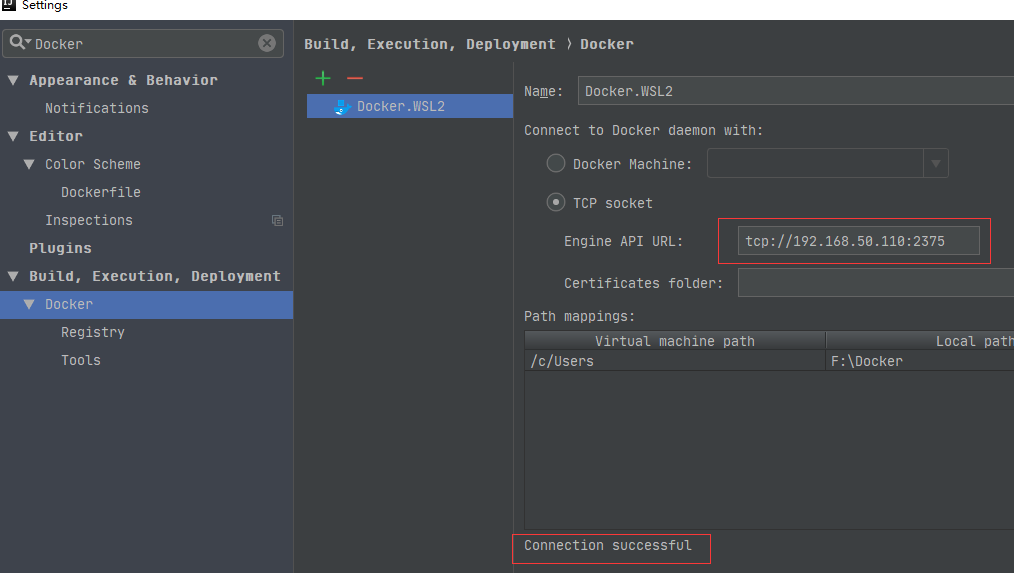 Settings
Docker
Appearance & Behavior
Notifications
Editor
Color Scheme
Dockerfile
Inspections
Plugins
Build, Execution, Deployment
Docker
Registry
Tools
Build, Execution, Deployment 〉 Docker
Docker.WSL2
Name: Docker.WSL2
Connect to Docker daemon with:
Docker Machine:
TCP socket
Engine API URL: tcp://192.168.50.110:2375
Certificates folder:
Path mappings:
Virtual machine path Local path
/c/Users F:\Docker
Connection successful